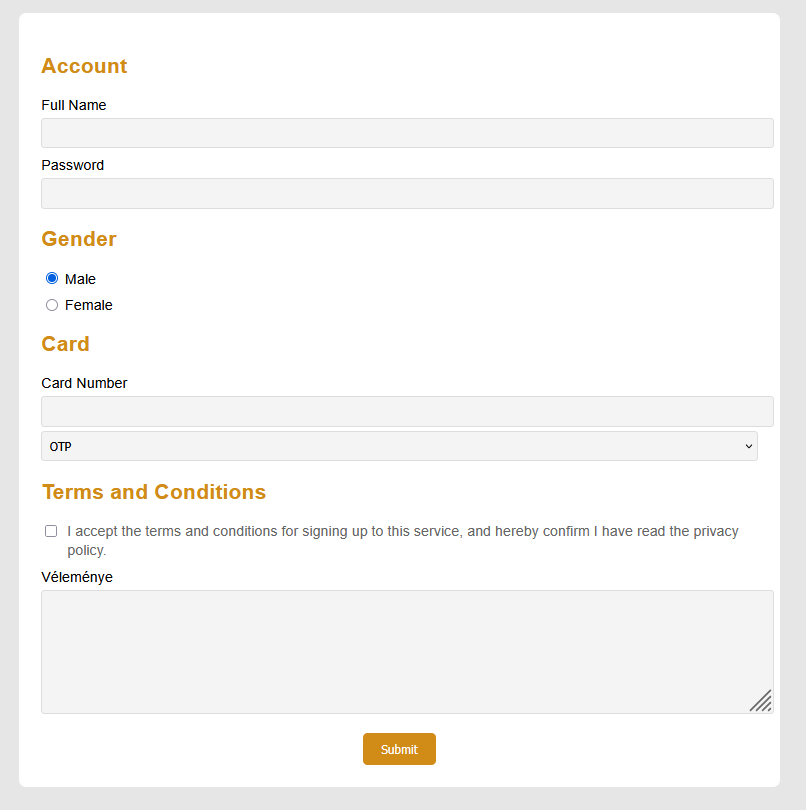 Account
Full Name
Password
Gender
Male
Female
Card
Card Number
OTP
Terms and Conditions
I accept the terms and conditions for signing up to this service, and hereby confirm I have read the privacy
policy.
Véleménye
Submit